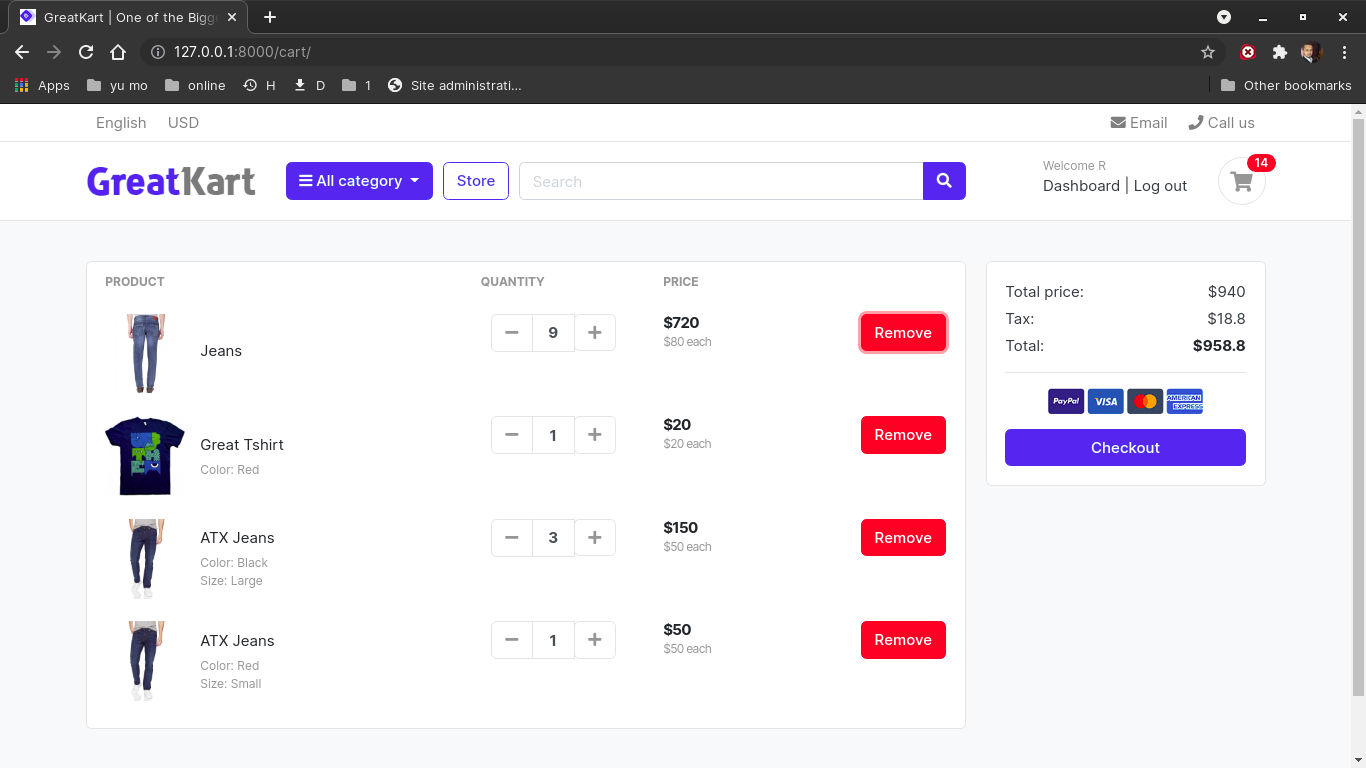 GreatKart | One of the Bigge
127.0.0.1:8000/cart/
Apps yu mo online H D 1 Site administrati... Other bookmarks
English USD Email Call us
GreatKart All category Store Search
Welcome R
Dashboard | Log out
14
PRODUCT QUANTITY PRICE
Jeans
9
$720
$80 each
Remove
Great Tshirt
Color: Red
1
$20
$20 each
Remove
ATX Jeans
Color: Black
Size: Large
3
$150
$50 each
Remove
ATX Jeans
Color: Red
Size: Small
1
$50
$50 each
Remove
Total price: $940
Tax: $18.8
Total: $958.8
PayPal VISA AMERICAN EXPRESS
Checkout